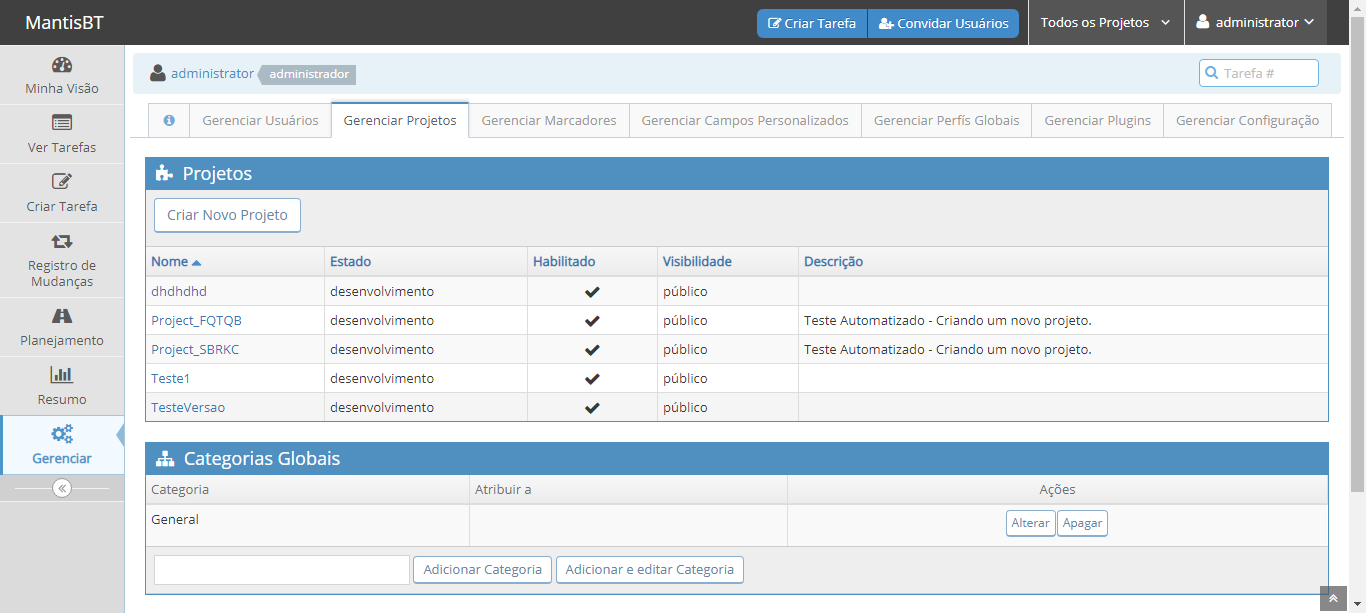 MantisBT
Criar Tarefa
Convidar Usuários
Todos os Projetos
administrator
Minha Visão
Ver Tarefas
Criar Tarefa
Registro de
Mudanças
Planejamento
Resumo
Gerenciar
administrator administrador
Tarefa #
Gerenciar Usuários
Gerenciar Projetos
Gerenciar Marcadores
Gerenciar Campos Personalizados
Gerenciar Perfís Globais
Gerenciar Plugins
Gerenciar Configuração
Projetos
Criar Novo Projeto
Nome Estado Habilitado Visibilidade Descrição
dhdhdhd desenvolvimento público
Project_FQTQB desenvolvimento público Teste Automatizado - Criando um novo projeto.
Project_SBRKC desenvolvimento público Teste Automatizado - Criando um novo projeto.
Teste1 desenvolvimento público
TesteVersao desenvolvimento público
Categorias Globais
Categoria Atribuir a Ações
General Alterar Apagar
Adicionar Categoria Adicionar e editar Categoria